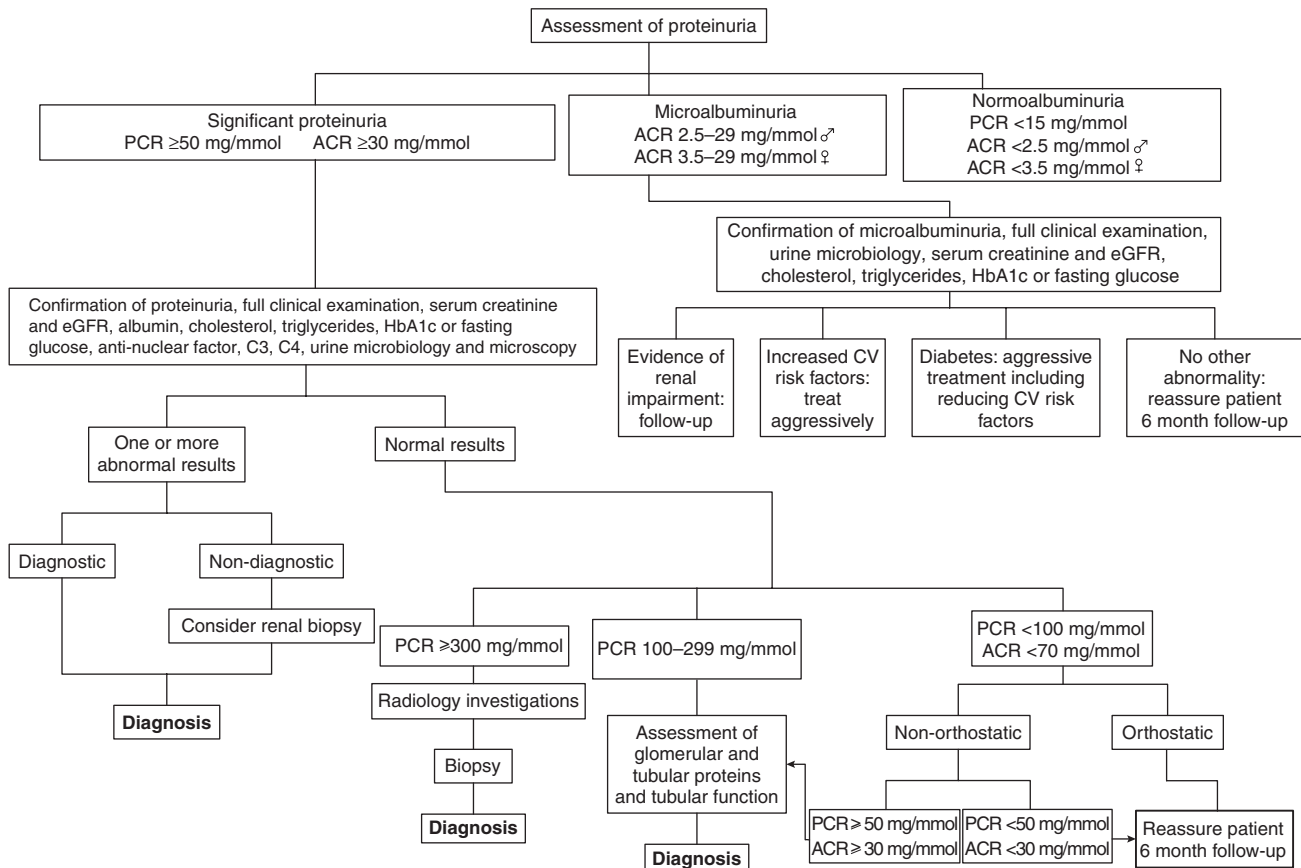 Assessment of proteinuria
Significant proteinuria
PCR ≥50 mg/mmol ACR ≥30 mg/mmol
Microalbuminuria
ACR 2.5–29 mg/mmol ♂
ACR 3.5–29 mg/mmol ♀
Normoalbuminuria
PCR <15 mg/mmol
ACR <2.5 mg/mmol ♂
ACR <3.5 mg/mmol ♀
Confirmation of microalbuminuria, full clinical examination,
urine microbiology, serum creatinine and eGFR,
cholesterol, triglycerides, HbA1c or fasting glucose
Confirmation of proteinuria, full clinical examination, serum creatinine
and eGFR, albumin, cholesterol, triglycerides, HbA1c or fasting
glucose, anti-nuclear factor, C3, C4, urine microbiology and microscopy
Evidence of
renal
impairment:
follow-up
Increased CV
risk factors:
treat
aggressively
Diabetes: aggressive
treatment including
reducing CV risk
factors
No other
abnormality:
reassure patient
6 month follow-up
One or more
abnormal results
Normal results
Diagnostic
Non-diagnostic
Consider renal biopsy
Diagnosis
PCR ≥300 mg/mmol
Radiology investigations
Biopsy
Diagnosis
PCR 100–299 mg/mmol
Assessment of
glomerular and
tubular proteins
and tubular function
Diagnosis
PCR <100 mg/mmol
ACR <70 mg/mmol
Non-orthostatic
Orthostatic
PCR ≥ 50 mg/mmol
ACR ≥ 30 mg/mmol
PCR <50 mg/mmol
ACR <30 mg/mmol
Reassure patient
6 month follow-up